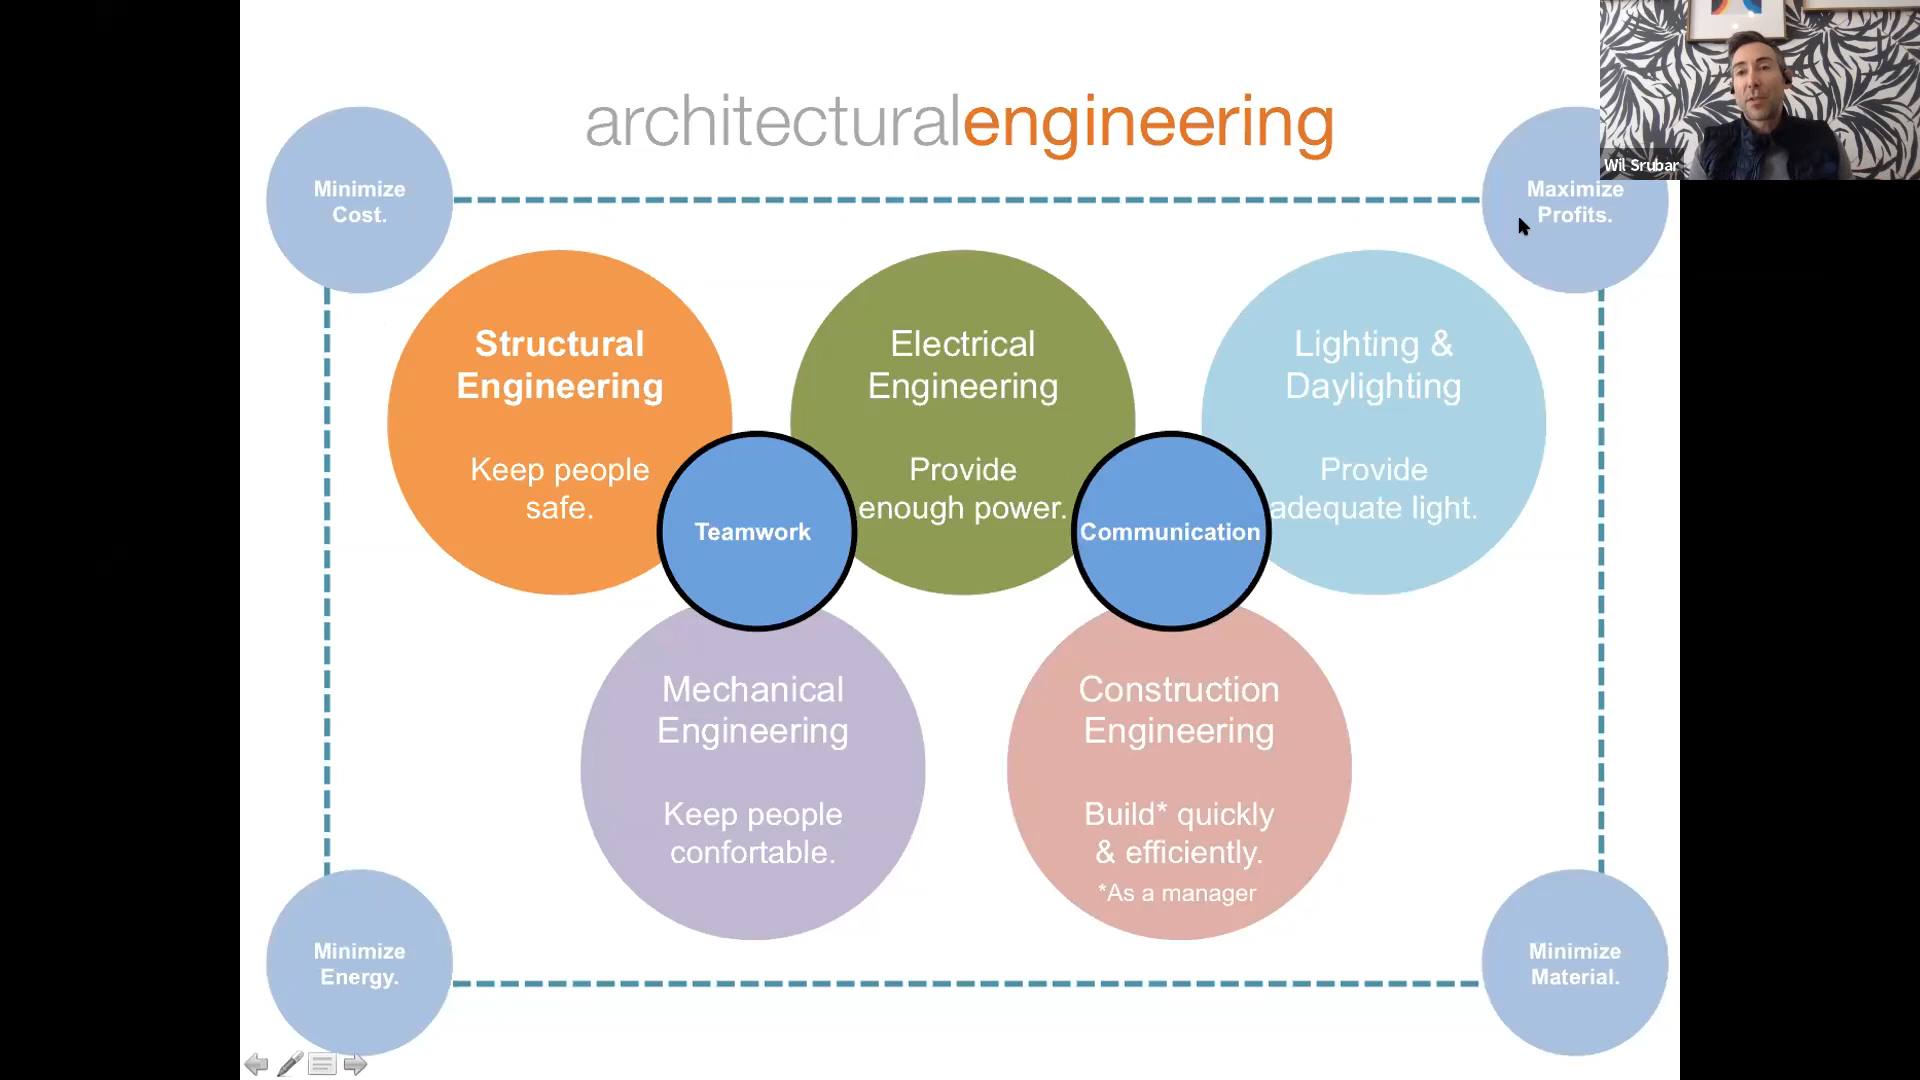 architecturalengineering
Wil Srubar
Minimize
Cost.
Maximize
Profits.
Structural
Engineering
Keep people
safe.
Electrical
Engineering
Provide
enough power.
Lighting &
Daylighting
Provide
adequate light.
Teamwork
Communication
Mechanical
Engineering
Keep people
confortable.
Construction
Engineering
Build* quickly
& efficiently.
*As a manager
Minimize
Energy.
Minimize
Material.